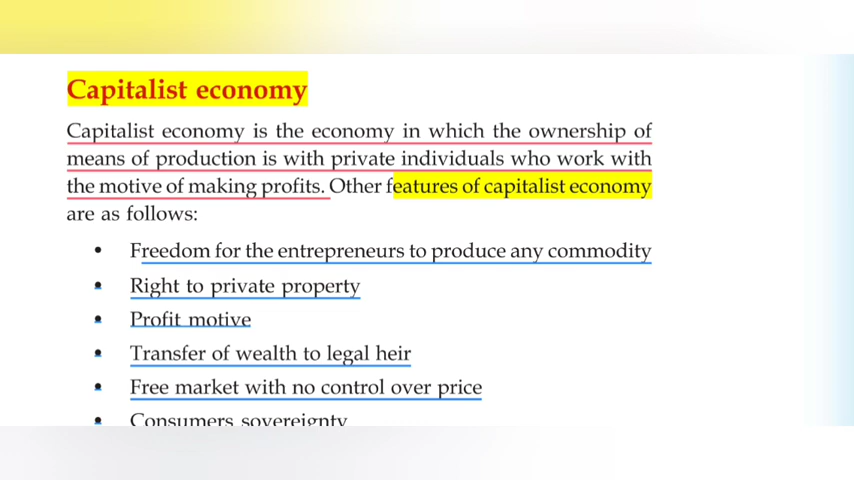 Capitalist economy
Capitalist economy is the economy in which the ownership of
means of production is with private individuals who work with
the motive of making profits. Other features of capitalist economy
are as follows:
• Freedom for the entrepreneurs to produce any commodity
• Right to private property
• Profit motive
• Transfer of wealth to legal heir
• Free market with no control over price
• Consumers sovereignty